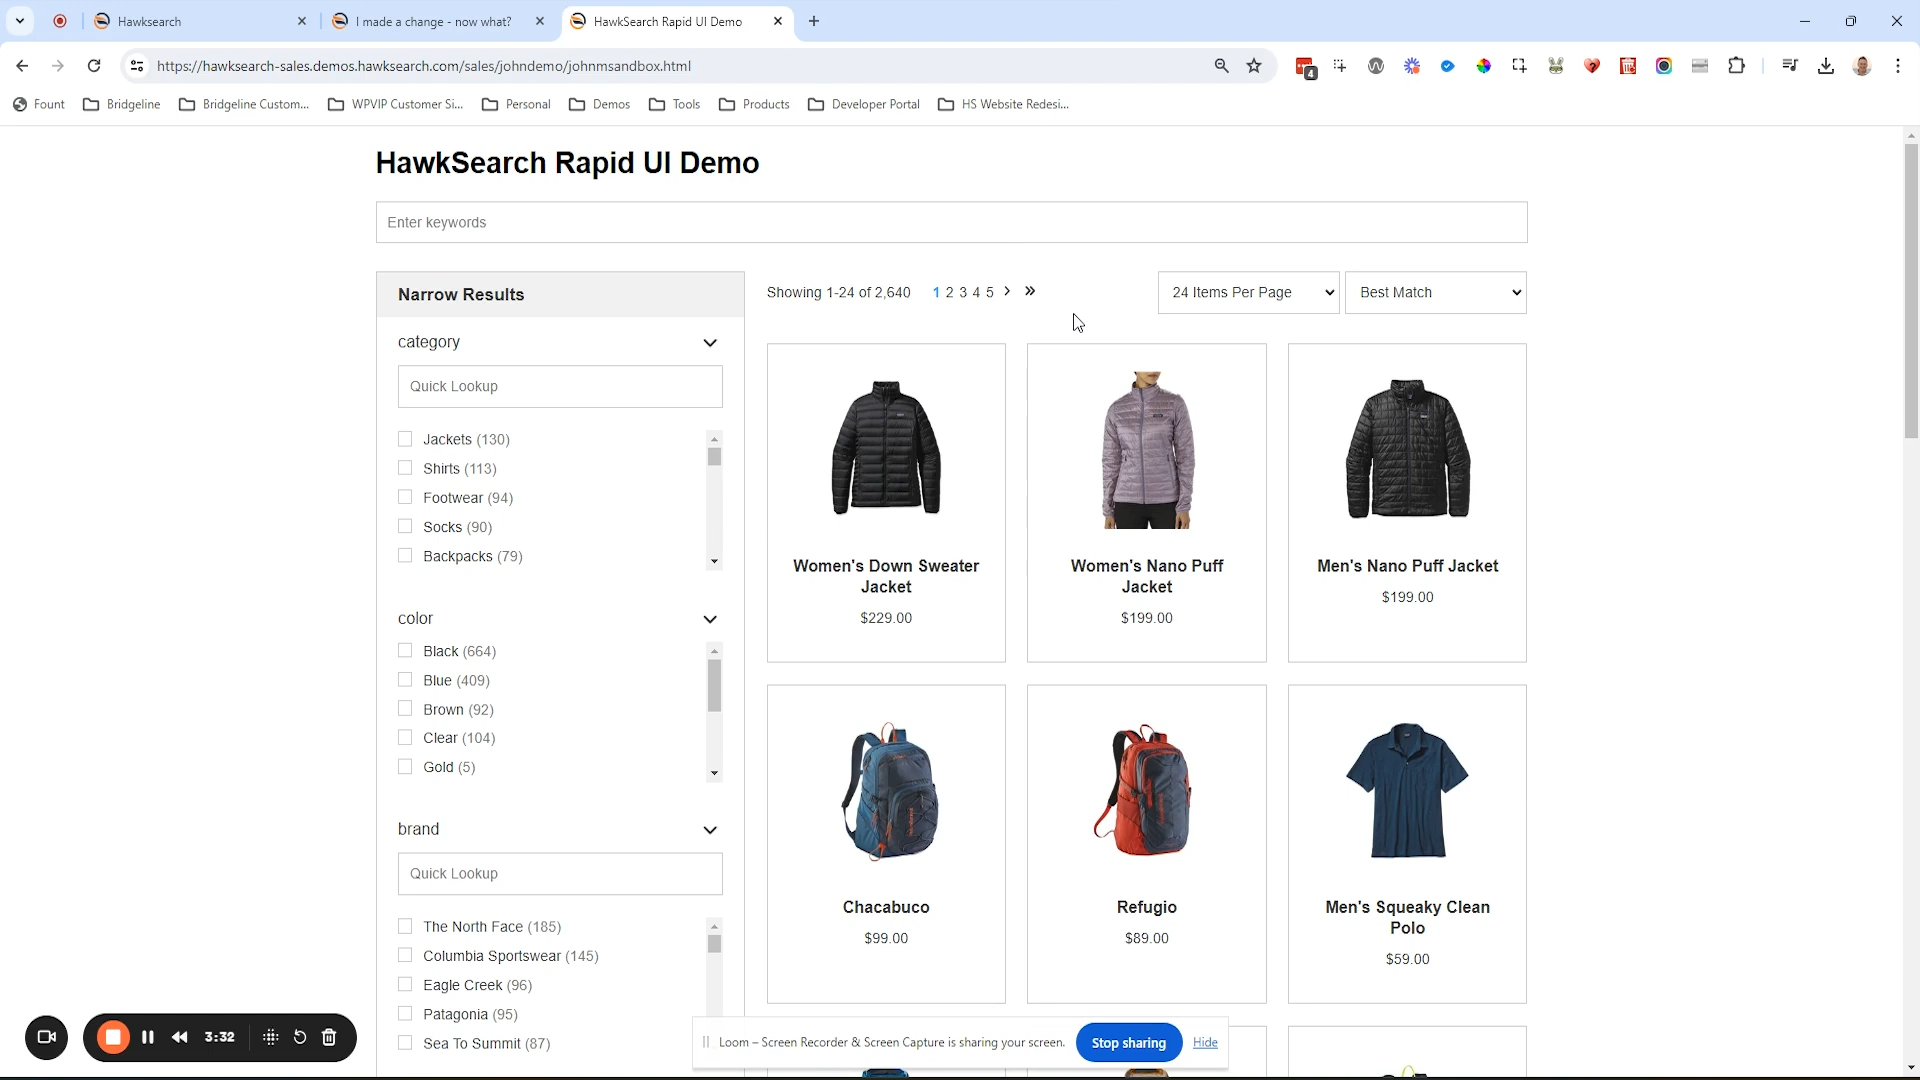 Hawksearch
I made a change - now what?
HawkSearch Rapid UI Demo
https://hawksearch-sales.demos.hawksearch.com/sales/johndemo/johnmsandbox.html
4
Fount
Bridgeline
Bridgeline Custom...
WPVIP Customer Si...
Personal
Demos
Tools
Products
Developer Portal
HS Website Redesi...
HawkSearch Rapid UI Demo
Enter keywords
Narrow Results
category
Quick Lookup
Jackets (130)
Shirts (113)
Footwear (94)
Socks (90)
Backpacks (79)
color
Black (664)
Blue (409)
Brown (92)
Clear (104)
Gold (5)
brand
Quick Lookup
The North Face (185)
Columbia Sportswear (145)
Eagle Creek (96)
Patagonia (95)
Sea To Summit (87)
Showing 1-24 of 2,640 1 2 3 4 5 › »
24 Items Per Page
Best Match
Women's Down Sweater
Jacket
$229.00
Women's Nano Puff
Jacket
$199.00
Men's Nano Puff Jacket
$199.00
Chacabuco
$99.00
Refugio
$89.00
Men's Squeaky Clean
Polo
$59.00
3:32
Loom – Screen Recorder & Screen Capture is sharing your screen.
Stop sharing
Hide